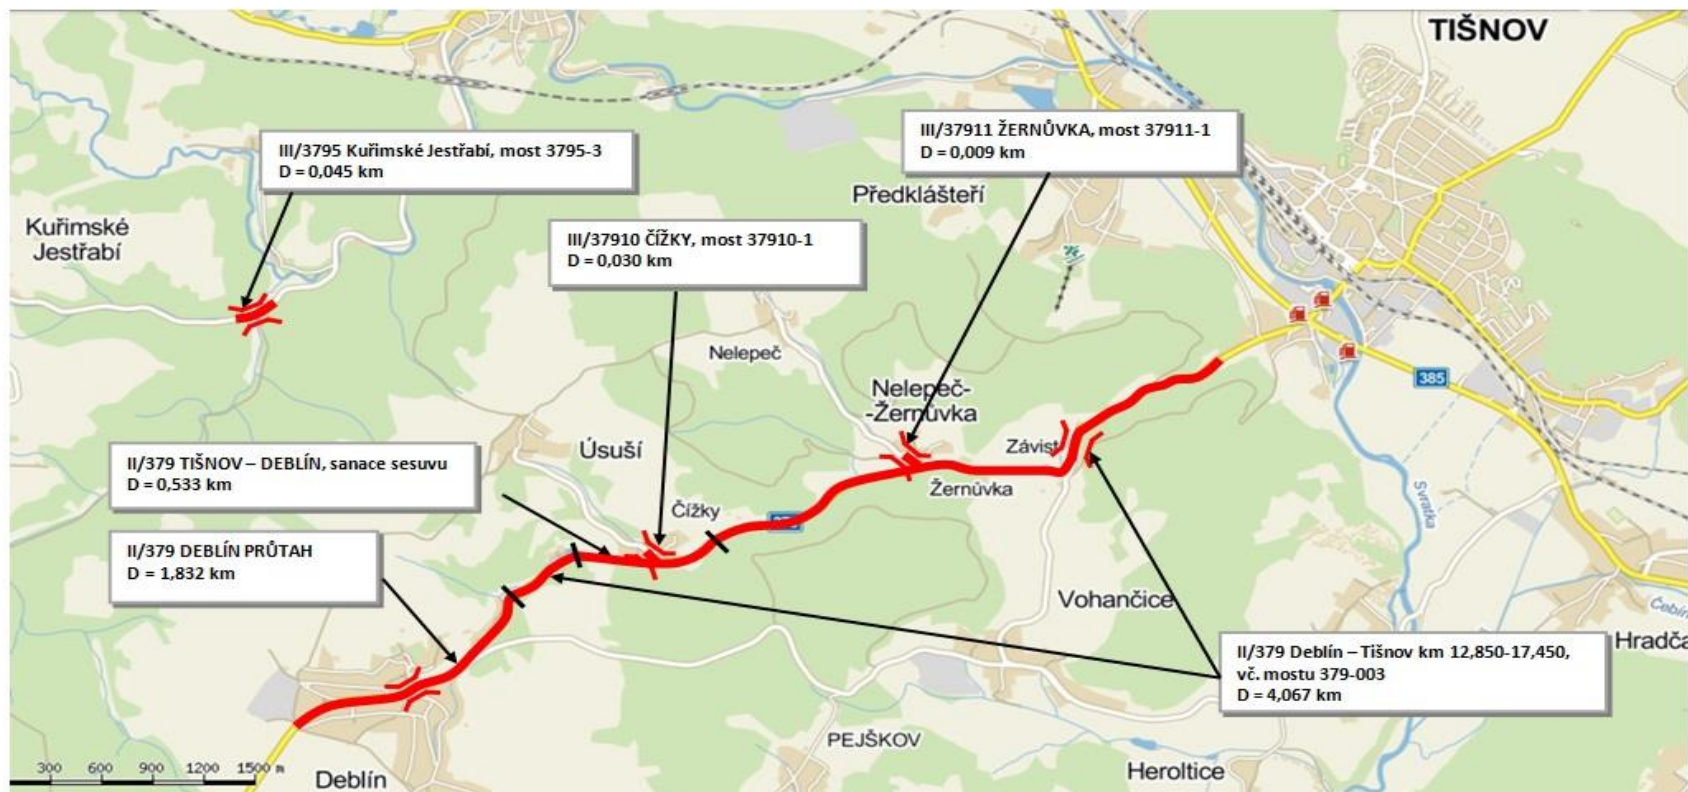 TIŠNOV
III/37911 ŽERNŮVKA, most 37911-1
D = 0,009 km
III/3795 Kuřimské Jestřabí, most 3795-3
D = 0,045 km
Předklášteří
Kuřimské
Jestřabí
III/37910 ČÍŽKY, most 37910-1
D = 0,030 km
Nelepeč
385
Nelepeč-
-Žernůvka
Závist
Úsuší
II/379 TIŠNOV – DEBLÍN, sanace sesuvu
D = 0,533 km
Žernůvka
Svratka
Čížky
II/379 DEBLÍN PRŮTAH
D = 1,832 km
Vohančice
Hradča
II/379 Deblín – Tišnov km 12,850-17,450,
vč. mostu 379-003
D = 4,067 km
PEJŠKOV
300 600 900 1200 1500 m
Deblín
Heroltice